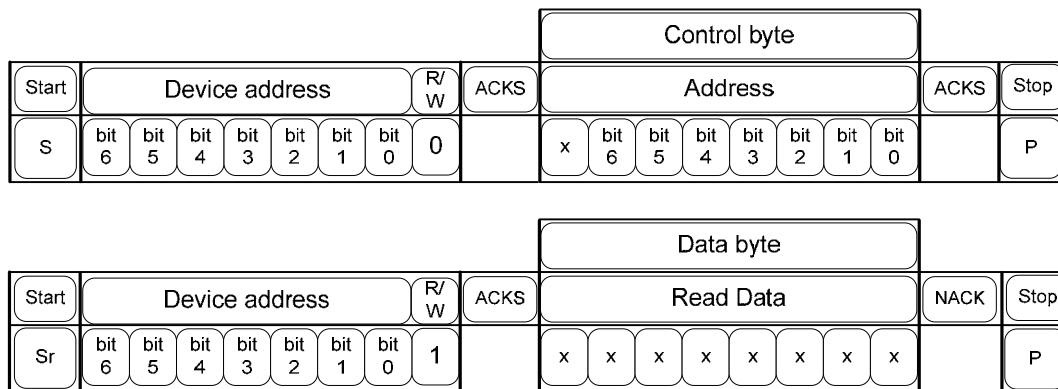 Control byte
Start Device address R/W ACKS Address ACKS Stop
S bit 6 bit 5 bit 4 bit 3 bit 2 bit 1 bit 0 0 x bit 6 bit 5 bit 4 bit 3 bit 2 bit 1 bit 0 P
Data byte
Start Device address R/W ACKS Read Data NACK Stop
Sr bit 6 bit 5 bit 4 bit 3 bit 2 bit 1 bit 0 1 x x x x x x x x P